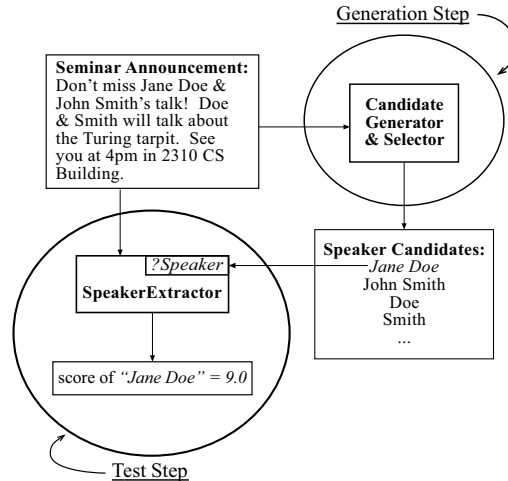 Generation Step
Seminar Announcement:
Don't miss Jane Doe &
John Smith's talk! Doe
& Smith will talk about
the Turing tarpit. See
you at 4pm in 2310 CS
Building.
Candidate
Generator
& Selector
Speaker Candidates:
Jane Doe
John Smith
Doe
Smith
...
?Speaker
SpeakerExtractor
score of "Jane Doe" = 9.0
Test Step